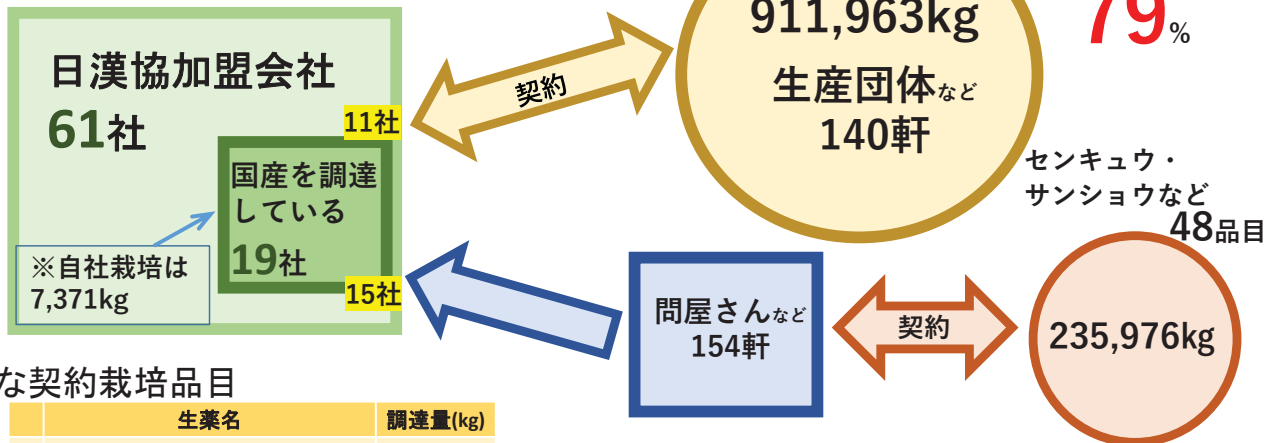 911,963kg
79%
日漢協加盟会社
61社
契約
生産団体など
140軒
11社
国産を調達
している
19社
センキュウ・
サンショウなど
48品目
※自社栽培は
7,371kg
15社
問屋さんなど
154軒
契約
235,976kg
な契約栽培品目
生薬名 調達量(kg)